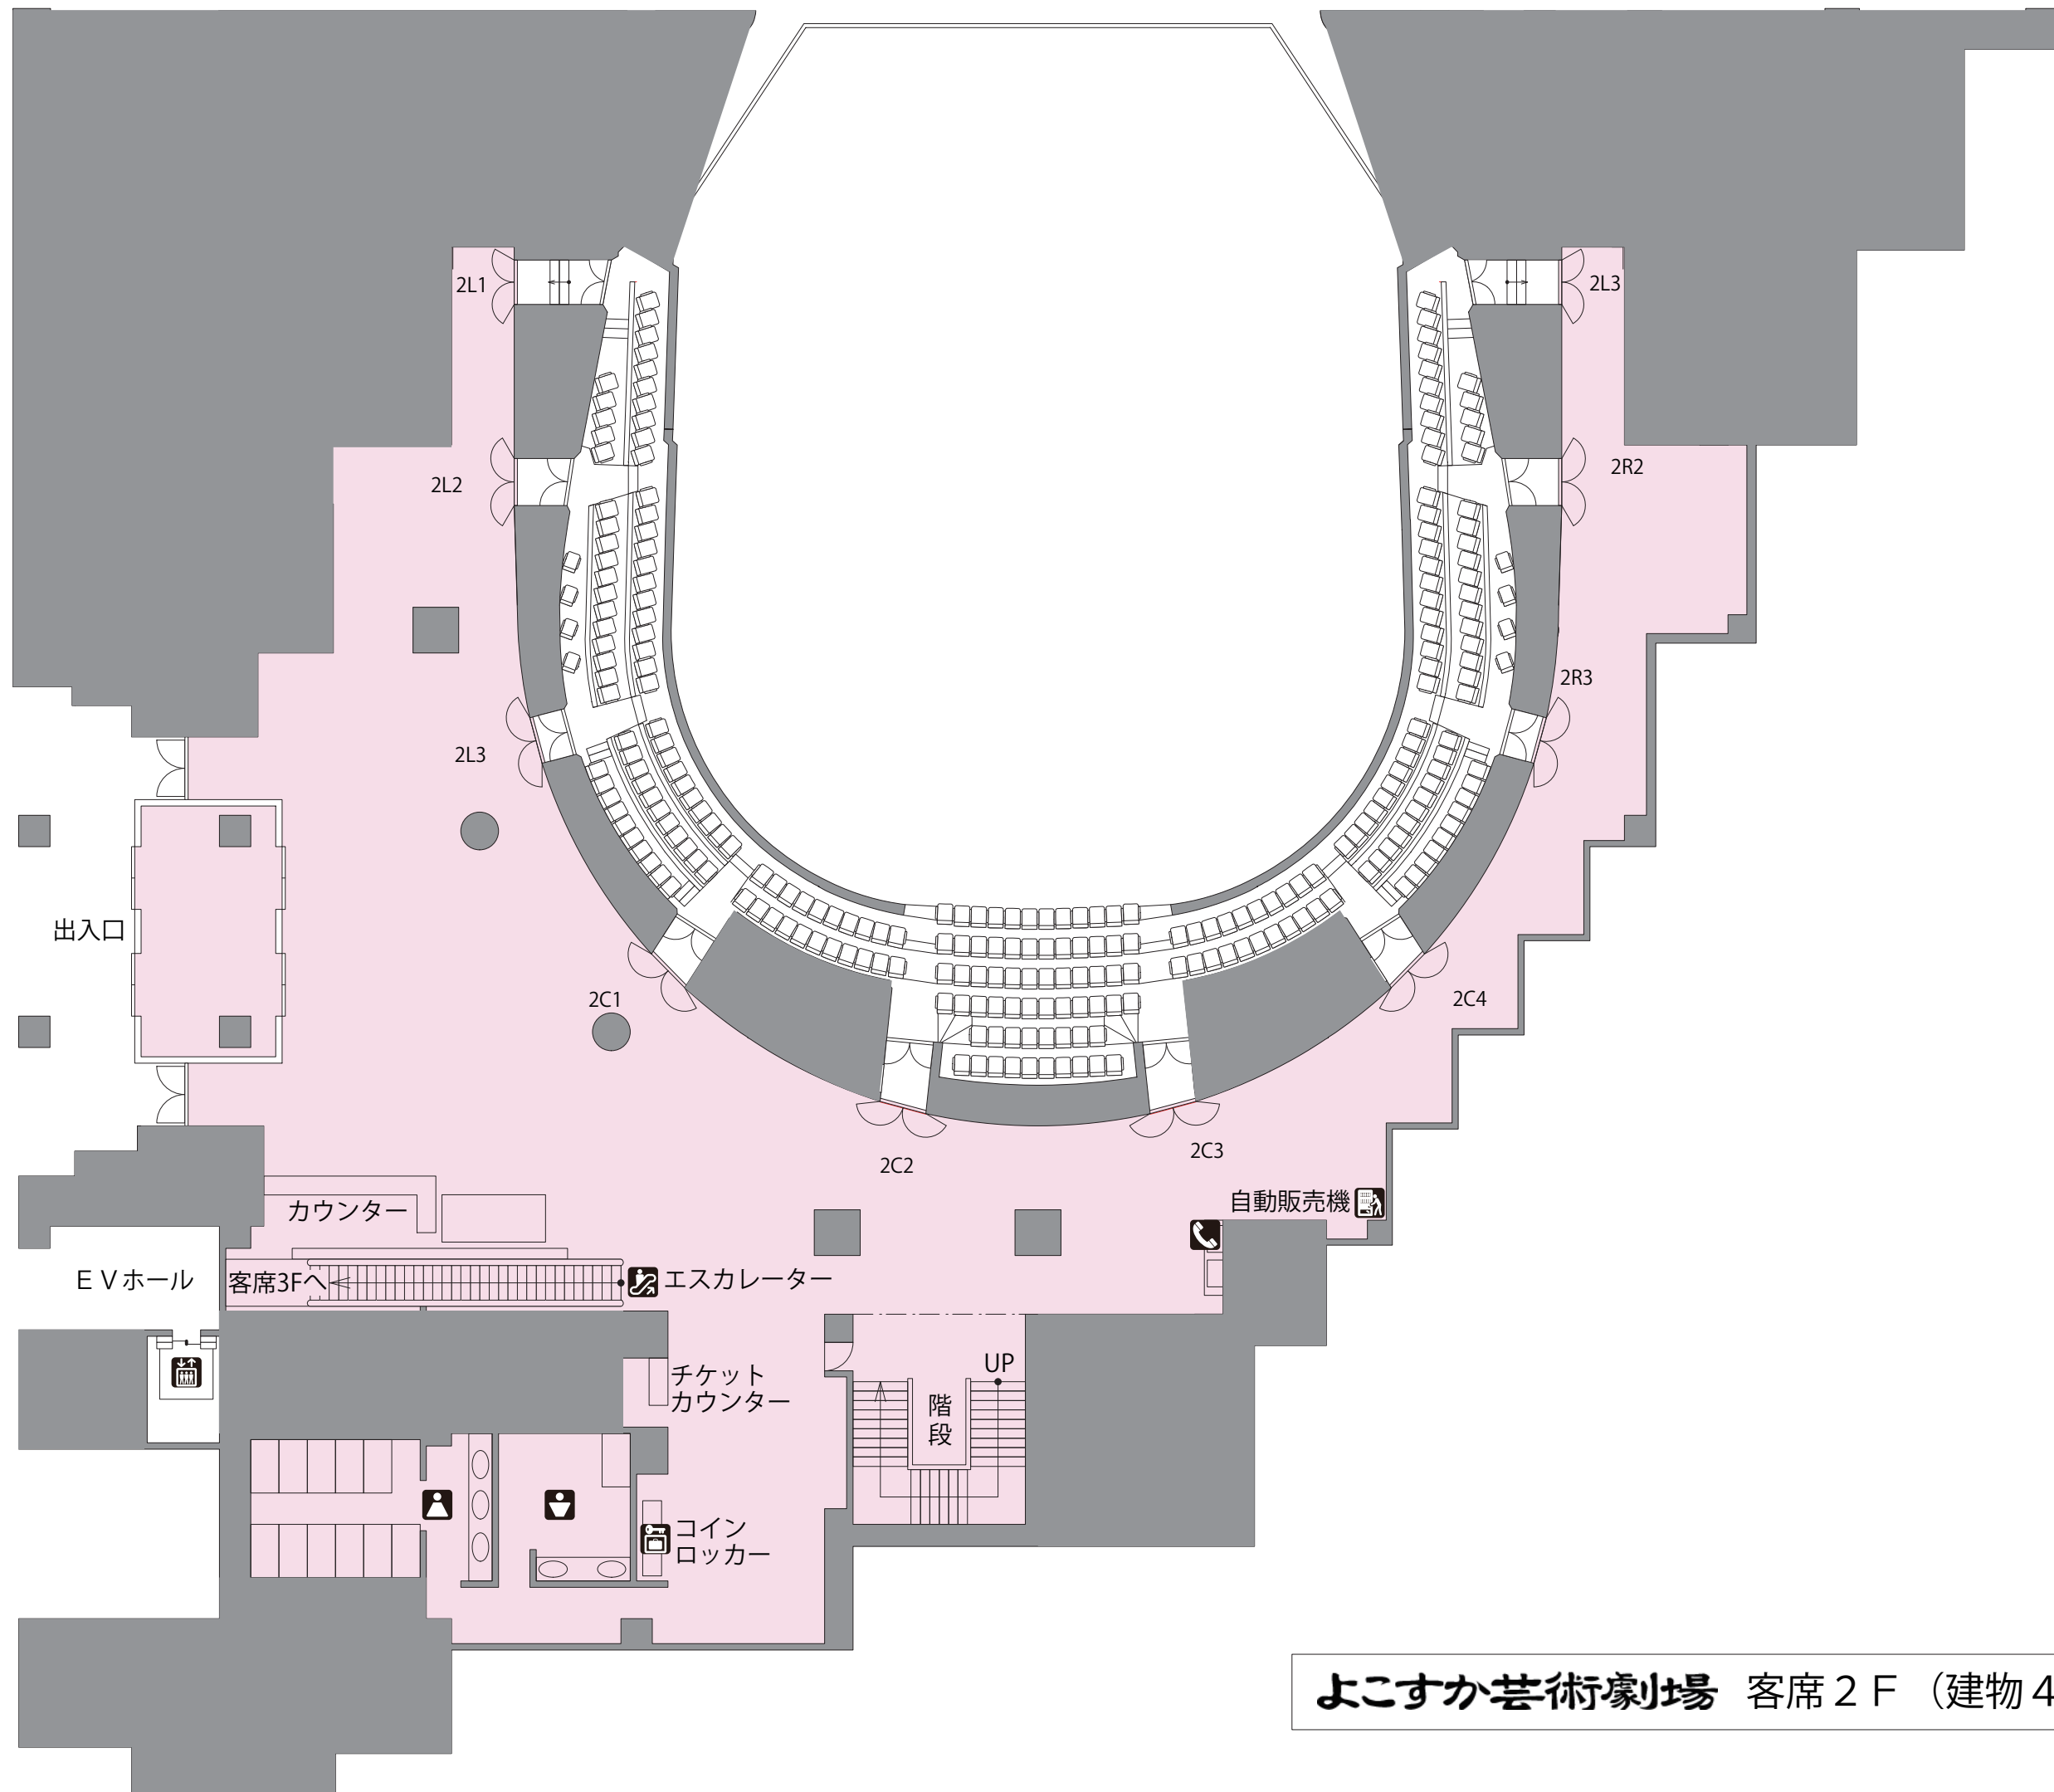 2L1
2L3
2L2
2R2
2R3
2L3
出入口
2C1
2C4
2C2
2C3
自動販売機
カウンター
ＥＶホール
客席3Fへ
エスカレーター
チケット
カウンター
UP
階
段
コイン
ロッカー
よこすか芸術劇場 客席２Ｆ（建物４